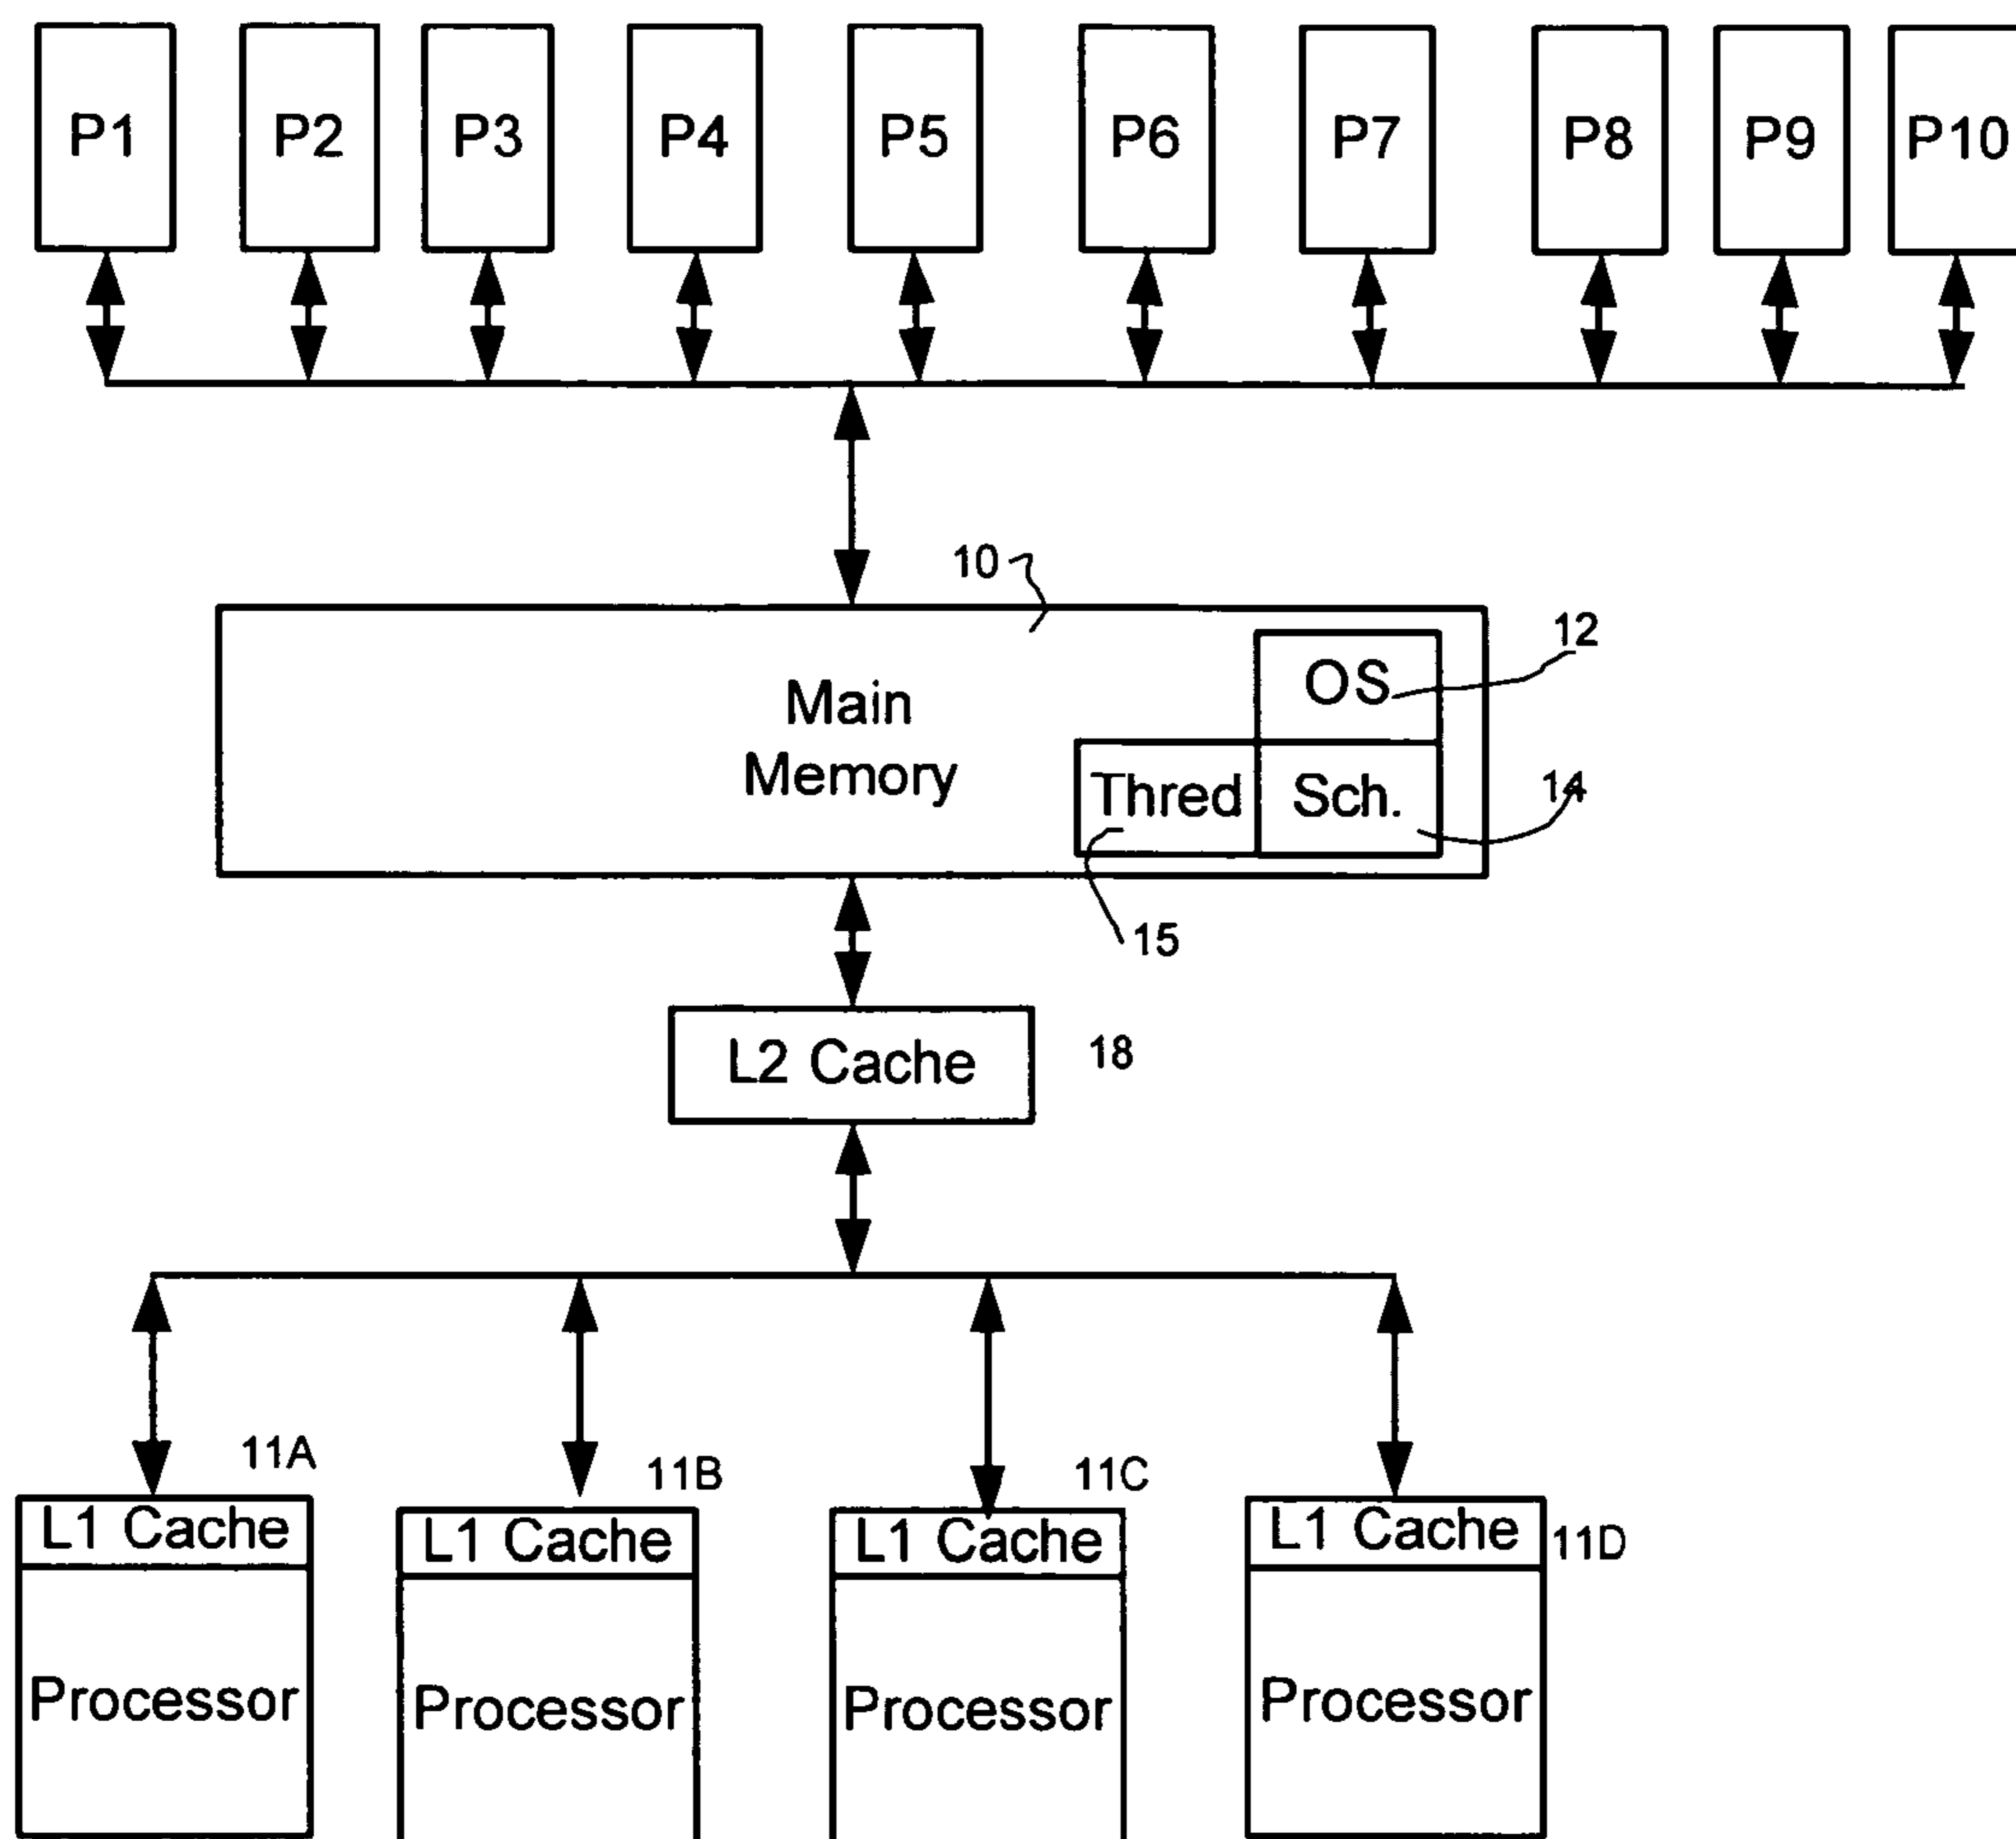 P1 P2 P3 P4 P5 P6 P7 P8 P9 P10
10
12
OS
Main
Memory
Thred Sch.
14
15
L2 Cache
18
11A
11B
11C
L1 Cache
L1 Cache
L1 Cache
L1 Cache
11D
Processor
Processor
Processor
Processor